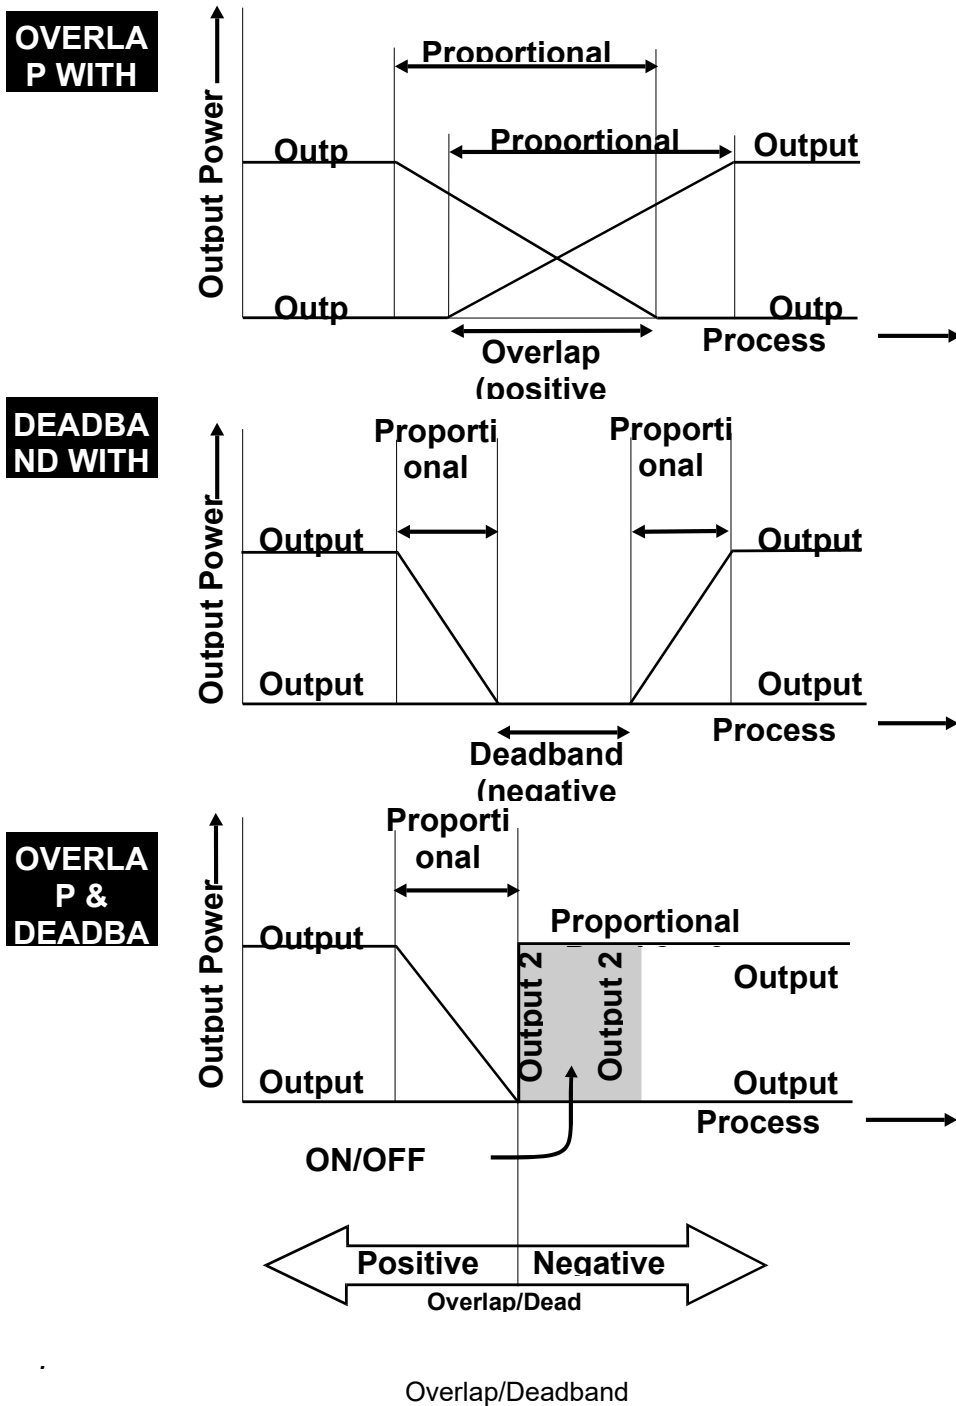 OVERLA
P WITH
Output Power
Proportional
Proportional
Outp
Output
Outp
Outp
Process
Overlap
(positive
DEADBA
ND WITH
Output Power
Proporti
onal
Proporti
onal
Output
Output
Output
Output
Process
Deadband
(negative
OVERLA
P &
DEADBA
Output Power
Proporti
onal
Proportional
Output
Output 2
Output 2
Output
Output
Output
Process
ON/OFF
Positive
Negative
Overlap/Dead
Overlap/Deadband